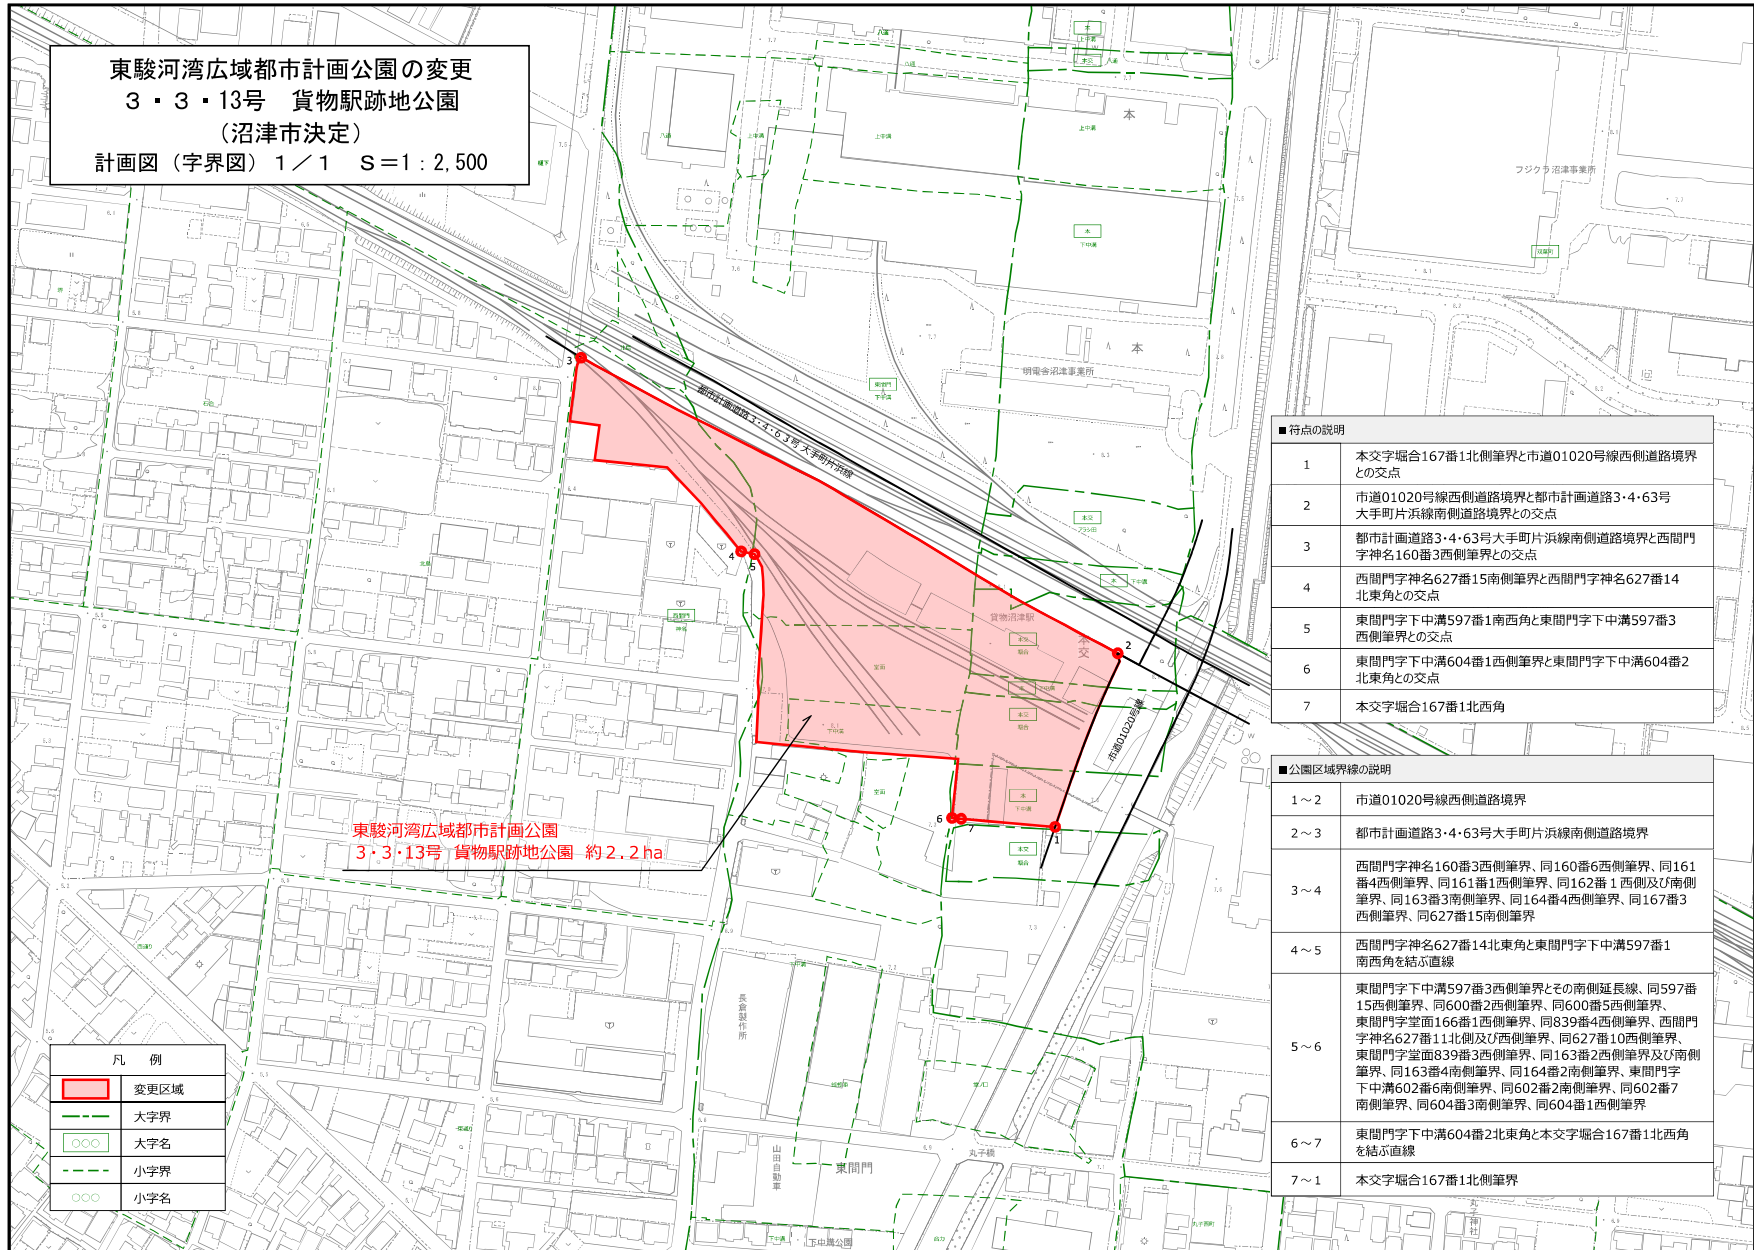 東駿河湾広域都市計画公園の変更
３・３・13号　貨物駅跡地公園
（沼津市決定）
計画図（字界図）１／１　Ｓ＝1：2,500
フジクラ沼津事業所
本
本
明電舎沼津事業所
都市計画道路3・4・63号 大手町片浜線
貨物沼津駅
本交
市道01020号線
3
4
5
2
6
7
1
東駿河湾広域都市計画公園
3・3・13号 貨物駅跡地公園 約2.2ha
長倉製作所
山田自動車
東間門
丸子橋
下中溝公園
丸子神社
■符点の説明
1 本交字堀合167番1北側筆界と市道01020号線西側道路境界
との交点
2 市道01020号線西側道路境界と都市計画道路3・4・63号
大手町片浜線南側道路境界との交点
3 都市計画道路3・4・63号大手町片浜線南側道路境界と西間門
字神名160番3西側筆界との交点
4 西間門字神名627番15南側筆界と西間門字神名627番14
北東角との交点
5 東間門字下中溝597番1南西角と東間門字下中溝597番3
西側筆界との交点
6 東間門字下中溝604番1西側筆界と東間門字下中溝604番2
北東角との交点
7 本交字堀合167番1北西角
■公園区域界線の説明
1～2 市道01020号線西側道路境界
2～3 都市計画道路3・4・63号大手町片浜線南側道路境界
3～4 西間門字神名160番3西側筆界、同160番6西側筆界、同161
番4西側筆界、同161番1西側筆界、同162番１西側及び南側
筆界、同163番3南側筆界、同164番4西側筆界、同167番3
西側筆界、同627番15南側筆界
4～5 西間門字神名627番14北東角と東間門字下中溝597番1
南西角を結ぶ直線
5～6 東間門字下中溝597番3西側筆界とその南側延長線、同597番
15西側筆界、同600番2西側筆界、同600番5西側筆界、
東間門字堂面166番1西側筆界、同839番4西側筆界、西間門
字神名627番11北側及び西側筆界、同627番10西側筆界、
東間門字堂面839番3西側筆界、同163番2西側筆界及び南側
筆界、同163番4南側筆界、同164番2南側筆界、東間門字
下中溝602番6南側筆界、同602番2南側筆界、同602番7
南側筆界、同604番3南側筆界、同604番1西側筆界
6～7 東間門字下中溝604番2北東角と本交字堀合167番1北西角
を結ぶ直線
7～1 本交字堀合167番1北側筆界
凡　例
変更区域
大字界
○○○ 大字名
小字界
○○○ 小字名